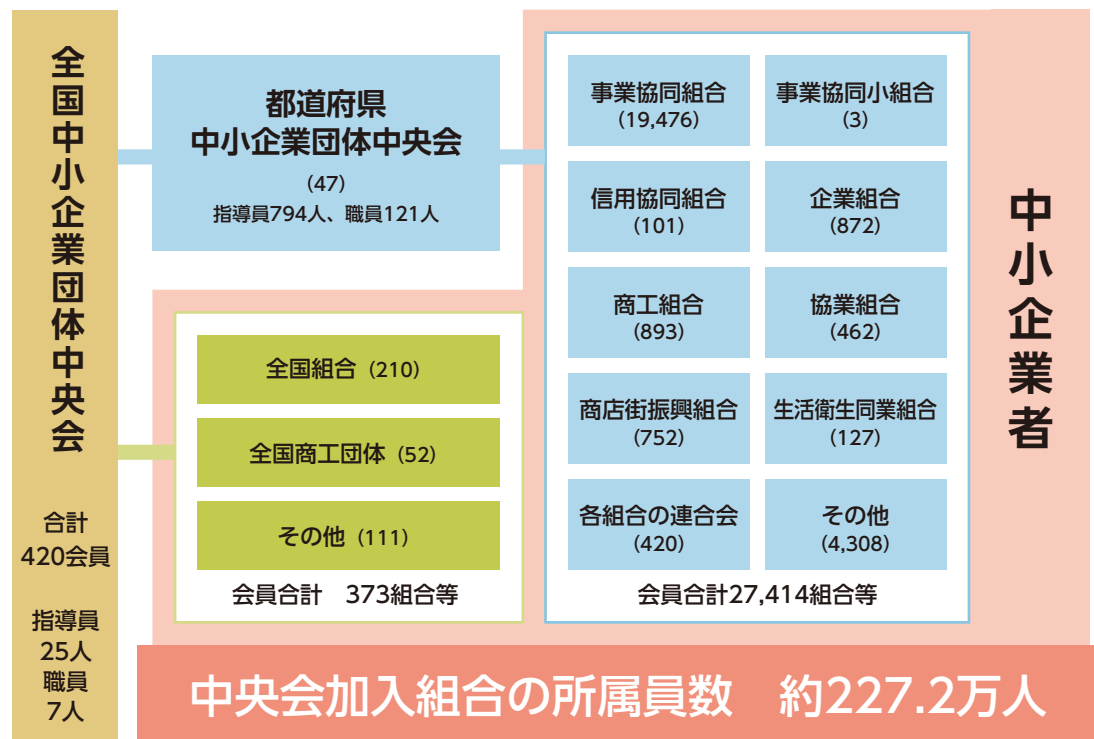 全国中小企業団体中央会
合計
420会員
指導員
25人
職員
7人
都道府県
中小企業団体中央会
(47)
指導員794人、職員121人
全国組合 (210)
全国商工団体 (52)
その他 (111)
会員合計　373組合等
事業協同組合
(19,476)
事業協同小組合
(3)
信用協同組合
(101)
企業組合
(872)
商工組合
(893)
協業組合
(462)
商店街振興組合
(752)
生活衛生同業組合
(127)
各組合の連合会
(420)
その他
(4,308)
会員合計27,414組合等
中小企業者
中央会加入組合の所属員数　約227.2万人